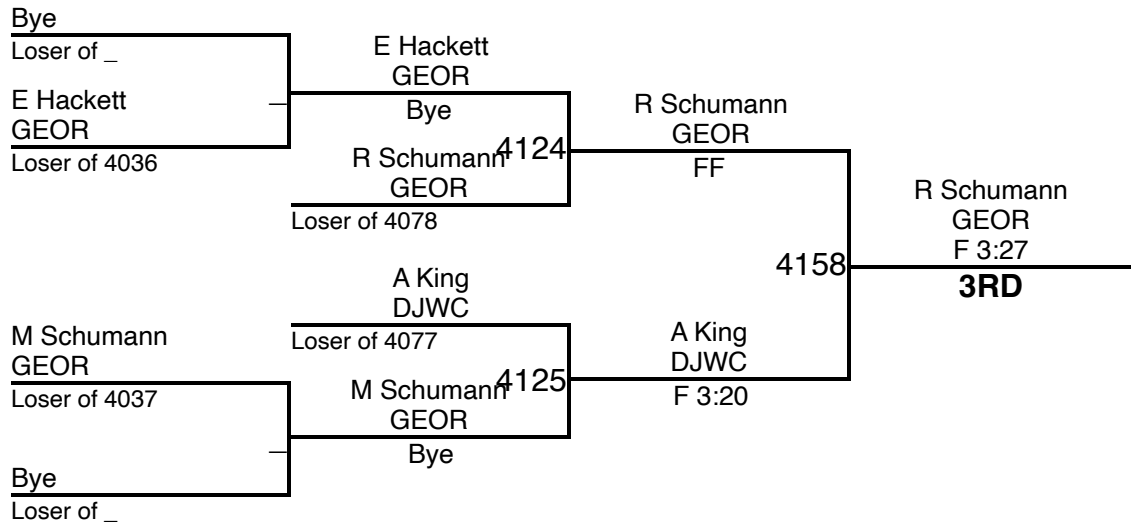 Bye
Loser of _
E Hackett
GEOR
Loser of 4036
_
E Hackett
GEOR
Bye
R Schumann
GEOR
Loser of 4078
4124
R Schumann
GEOR
FF
A King
DJWC
Loser of 4077
M Schumann
GEOR
Loser of 4037
_
Bye
Loser of _
M Schumann
GEOR
Bye
4125
A King
DJWC
F 3:20
4158
R Schumann
GEOR
F 3:27
3RD